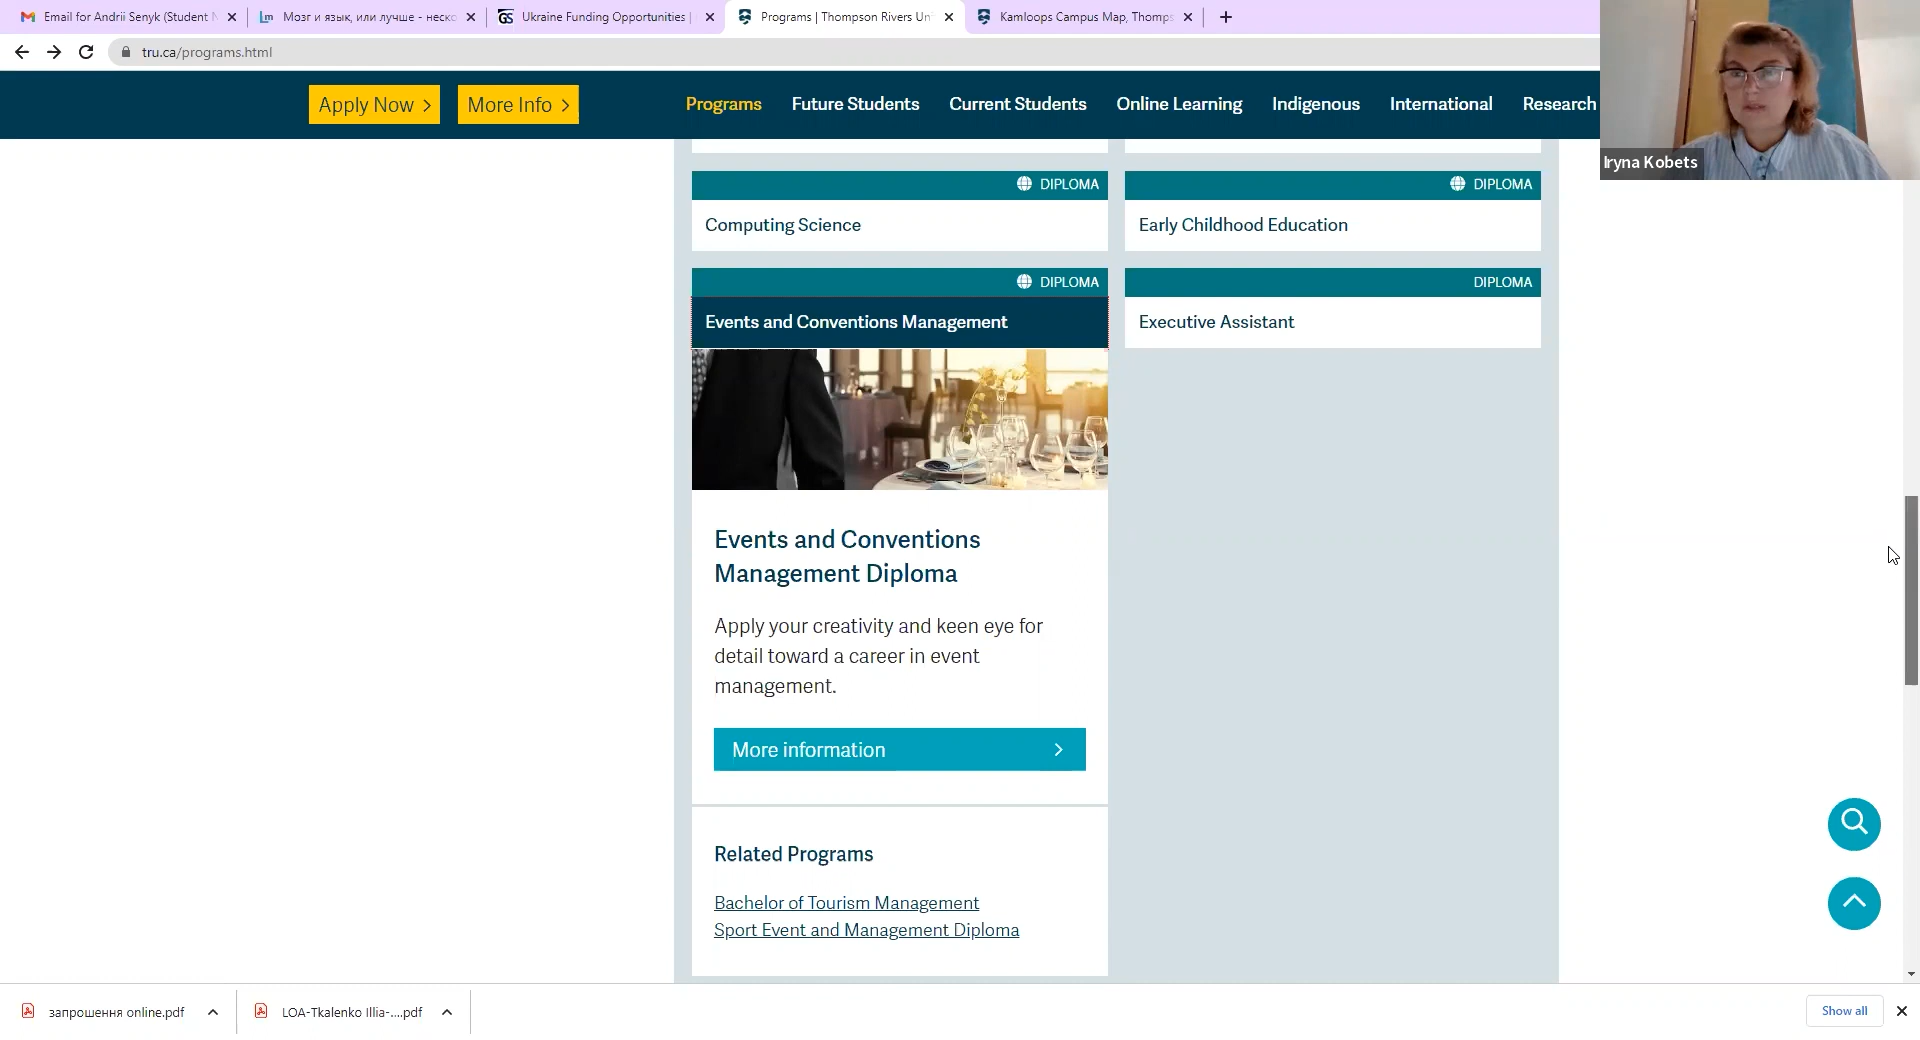 Email for Andrii Senyk (Student N
Мозг и язык, или лучше - неско
Ukraine Funding Opportunities |
Programs | Thompson Rivers Un
Kamloops Campus Map, Thomps
tru.ca/programs.html
Apply Now
More Info
Programs
Future Students
Current Students
Online Learning
Indigenous
International
Research
Iryna Kobets
DIPLOMA
Computing Science
DIPLOMA
Early Childhood Education
DIPLOMA
Events and Conventions Management
DIPLOMA
Executive Assistant
Events and Conventions
Management Diploma
Apply your creativity and keen eye for
detail toward a career in event
management.
More information
Related Programs
Bachelor of Tourism Management
Sport Event and Management Diploma
запрошення online.pdf
LOA-Tkalenko Illia-....pdf
Show all